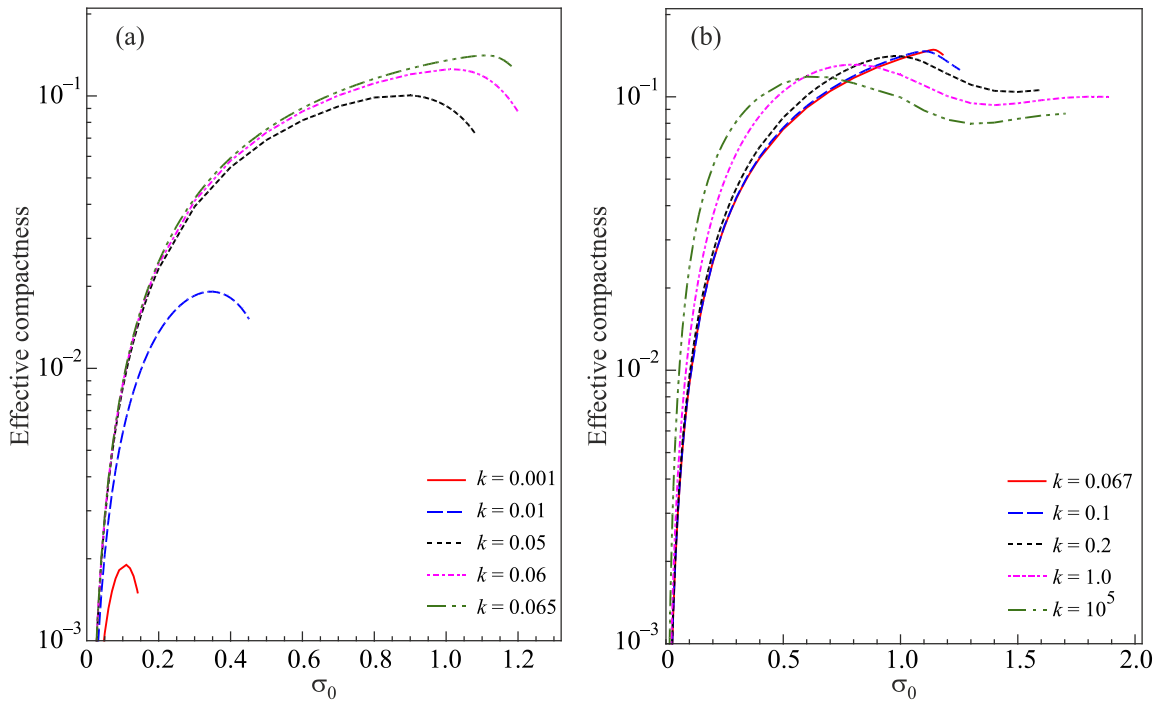 (a)
Effective compactness
10⁻¹
10⁻²
10⁻³
0
0.2
0.4
0.6
0.8
1.0
1.2
σ₀
k = 0.001
k = 0.01
k = 0.05
k = 0.06
k = 0.065
(b)
Effective compactness
10⁻¹
10⁻²
10⁻³
0
0.5
1.0
1.5
2.0
σ₀
k = 0.067
k = 0.1
k = 0.2
k = 1.0
k = 10⁵